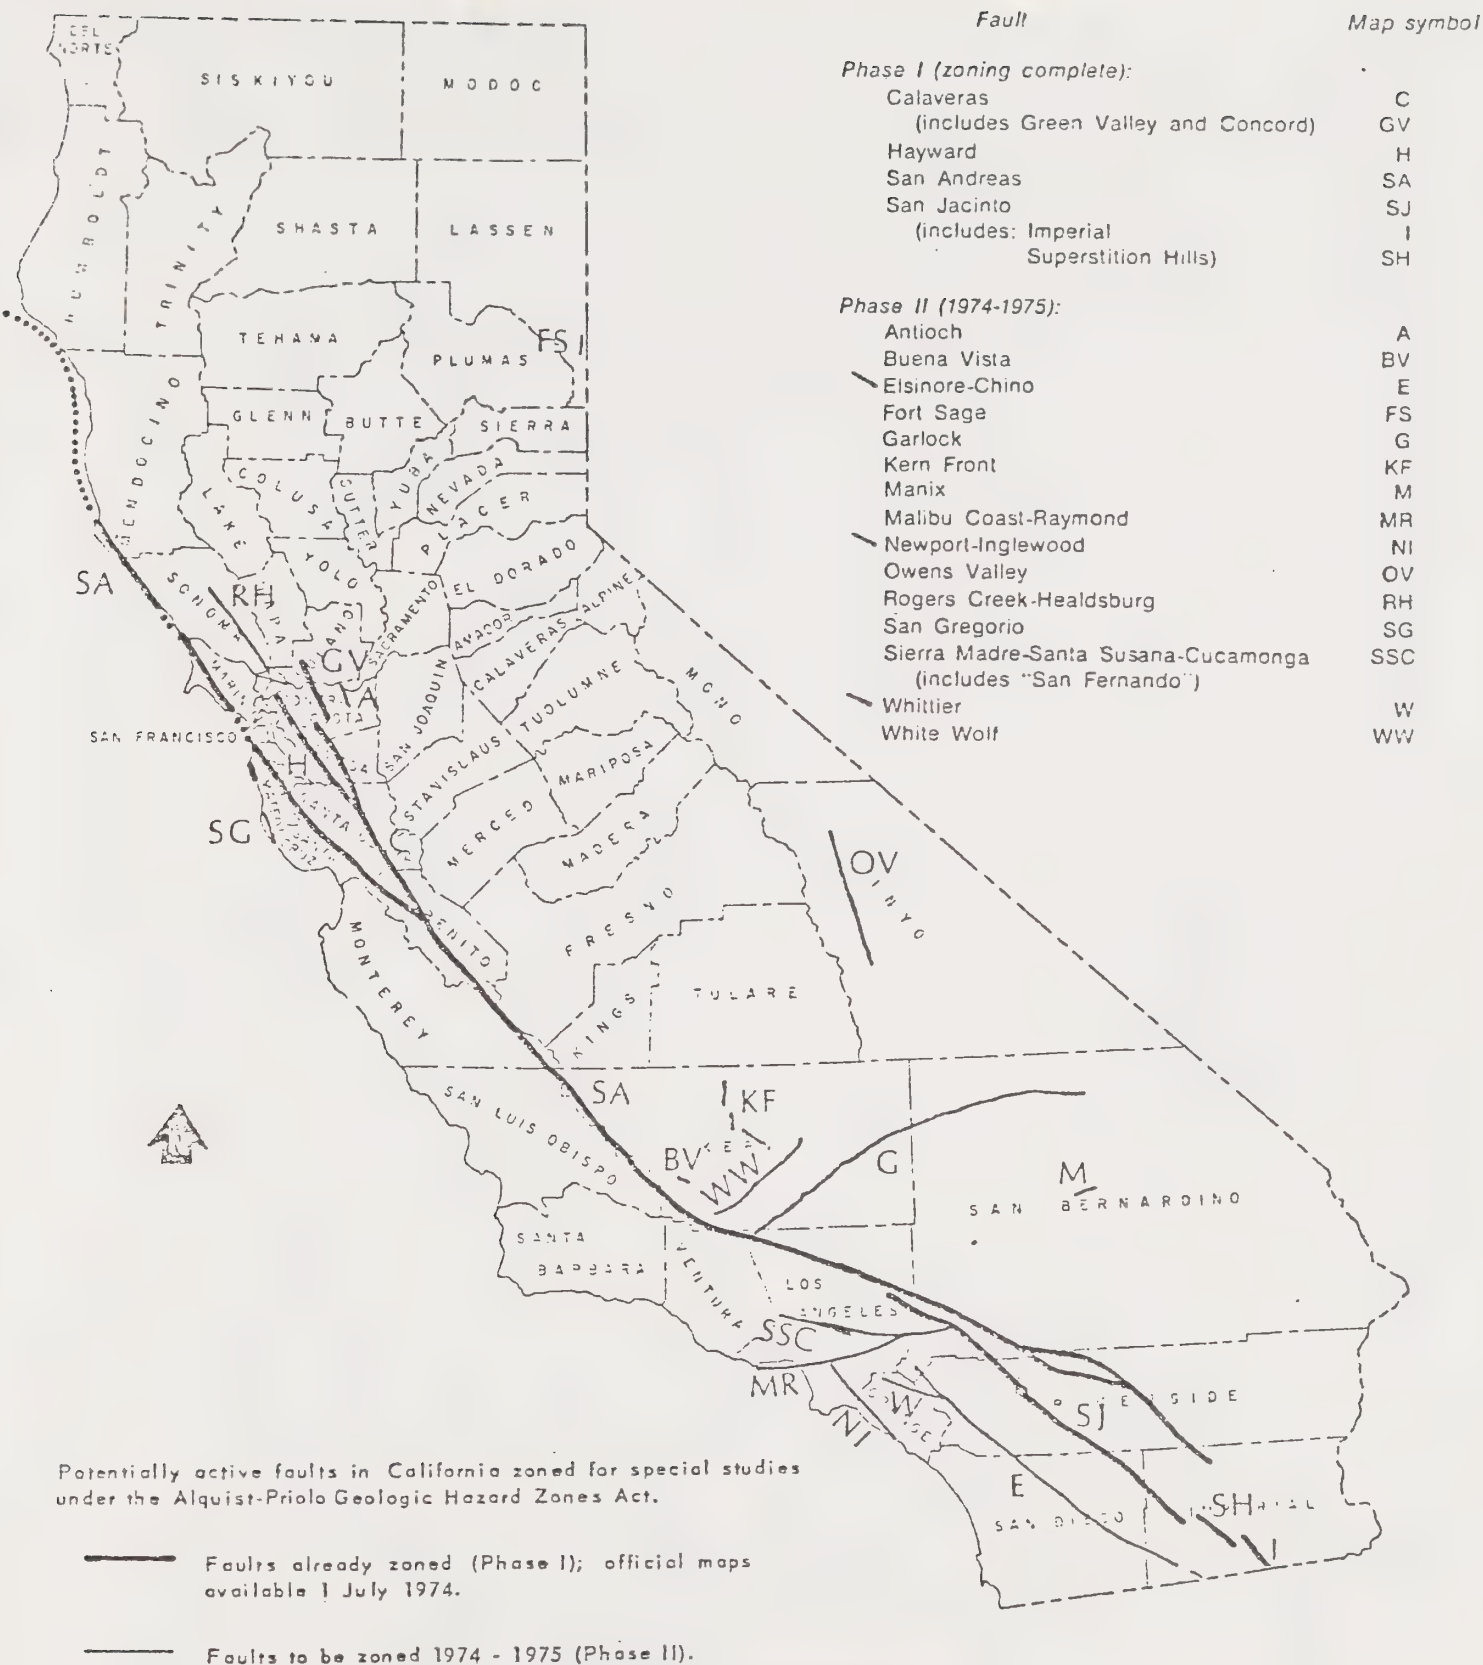 Fault Map symbol
Phase I (zoning complete):
Calaveras C
(includes Green Valley and Concord) GV
Hayward H
San Andreas SA
San Jacinto SJ
(includes: Imperial I
Superstition Hills) SH
Phase II (1974-1975):
Antioch A
Buena Vista BV
Elsinore-Chino E
Fort Sage FS
Garlock G
Kern Front KF
Manix M
Malibu Coast-Raymond MR
Newport-Inglewood NI
Owens Valley OV
Rogers Creek-Healdsburg RH
San Gregorio SG
Sierra Madre-Santa Susana-Cucamonga SSC
(includes "San Fernando")
Whittier W
White Wolf WW
DEL
NORTE
SISKIYOU
MODOC
HUMBOLDT
TRINITY
SHASTA
LASSEN
TEHAMA
PLUMAS
FS
MENDOCINO
GLENN
BUTTE
SIERRA
COLUSA
LAKE
SUTTER
YUBA
NEVADA
PLACER
YOLO
EL DORADO
SA
SONOMA
RH
SACRAMENTO
AMADOR
ALPINE
CALAVERAS
GV
A
SAN JOAQUIN
TUOLUMNE
MONO
SAN FRANCISCO
H
STANISLAUS
MARIPOSA
SANTA
SG
C
MERCED
MADERA
OV
INYO
FRESNO
BENITO
MONTEREY
KINGS
TULARE
SA
SAN LUIS OBISPO
KF
BV
WW
G
M
SAN BERNARDINO
SANTA
BARBARA
VENTURA
LOS
ANGELES
SSC
MR
NI
W
SJ
E
SAN DIEGO
SH
I
Potentially active faults in California zoned for special studies
under the Alquist-Priolo Geologic Hazard Zones Act.
Faults already zoned (Phase I); official maps
available 1 July 1974.
Faults to be zoned 1974 - 1975 (Phase II).